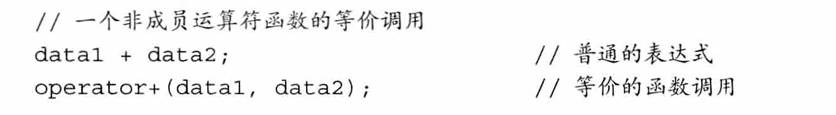 // 一个非成员运算符函数的等价调用
data1 + data2; // 普通的表达式
operator+(data1, data2); // 等价的函数调用